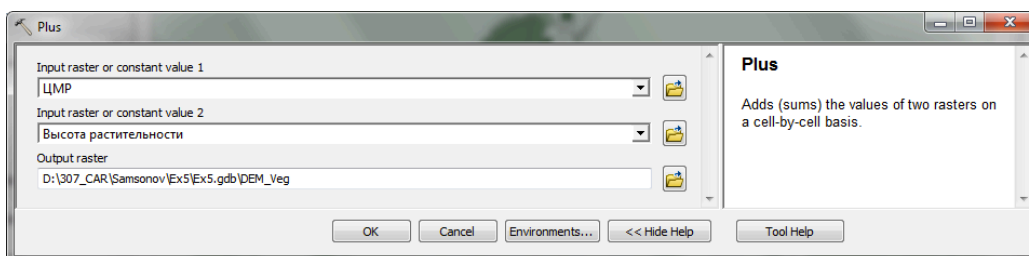 Plus
Input raster or constant value 1
ЦМР
Input raster or constant value 2
Высота растительности
Output raster
D:\307_CAR\Samsonov\Ex5\Ex5.gdb\DEM_Veg
Plus
Adds (sums) the values of two rasters on
a cell-by-cell basis.
OK
Cancel
Environments...
<< Hide Help
Tool Help